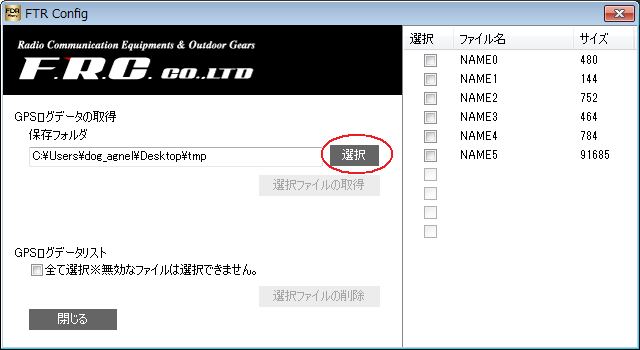 FTR Config
Radio Communication Equipments & Outdoor Gears
F.R.C. CO.,LTD
GPSログデータの取得
保存フォルダ
C:¥Users¥dog_agnel¥Desktop¥tmp
選択
選択ファイルの取得
GPSログデータリスト
全て選択※無効なファイルは選択できません。
選択ファイルの削除
閉じる
選択 ファイル名 サイズ
NAME0 480
NAME1 144
NAME2 752
NAME3 464
NAME4 784
NAME5 91685